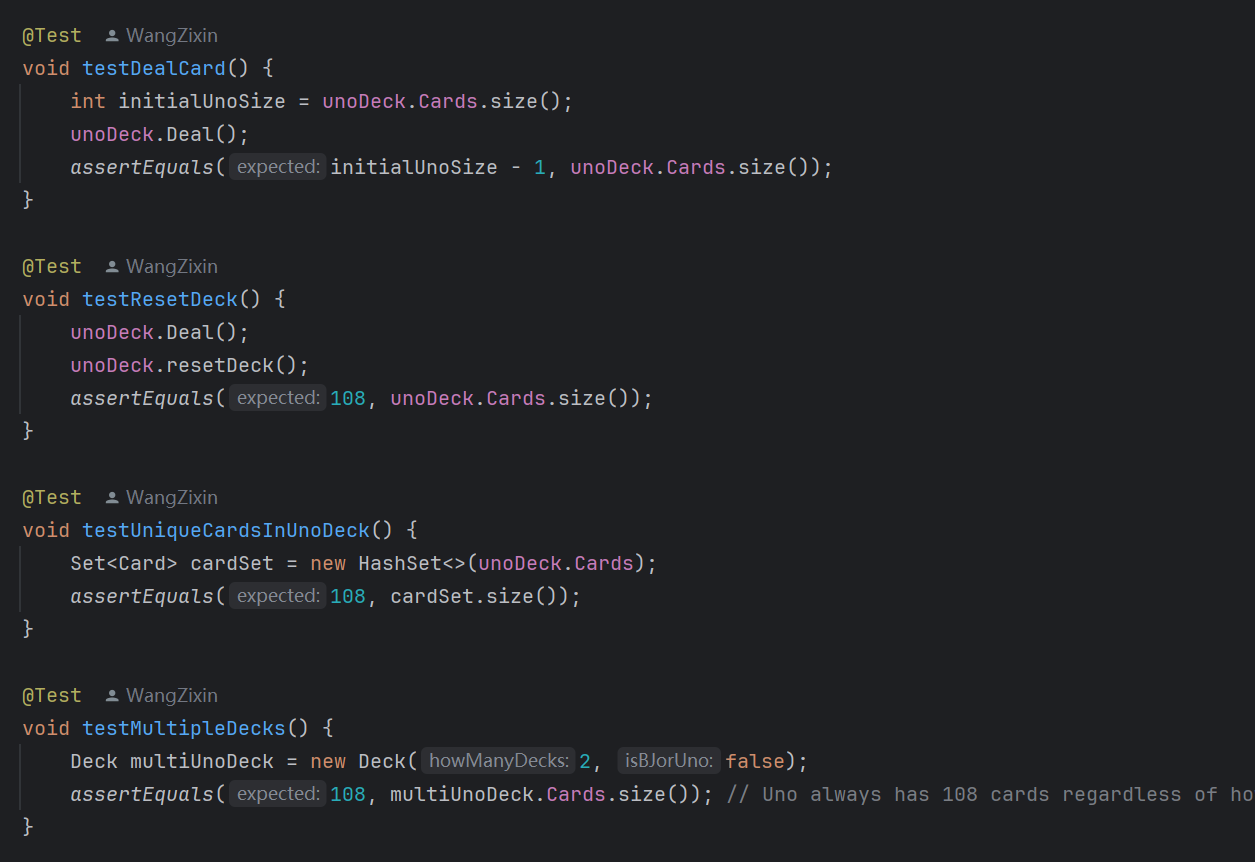 @Test WangZixin
void testDealCard() {
int initialUnoSize = unoDeck.Cards.size();
unoDeck.Deal();
assertEquals( expected: initialUnoSize - 1, unoDeck.Cards.size());
}
@Test WangZixin
void testResetDeck() {
unoDeck.Deal();
unoDeck.resetDeck();
assertEquals( expected: 108, unoDeck.Cards.size());
}
@Test WangZixin
void testUniqueCardsInUnoDeck() {
Set<Card> cardSet = new HashSet<>(unoDeck.Cards);
assertEquals( expected: 108, cardSet.size());
}
@Test WangZixin
void testMultipleDecks() {
Deck multiUnoDeck = new Deck( howManyDecks: 2, isBJorUno: false);
assertEquals( expected: 108, multiUnoDeck.Cards.size()); // Uno always has 108 cards regardless of ho
}